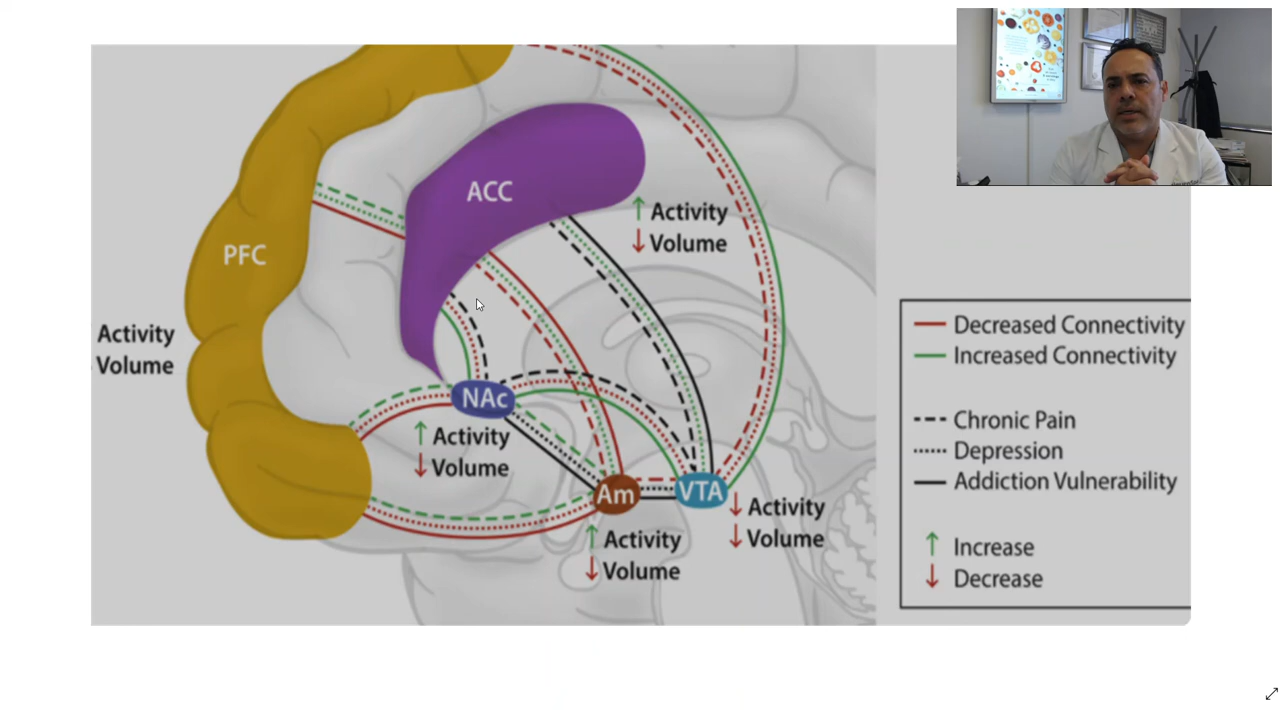 ACC
Activity
Volume
PFC
Activity
Volume
NAc
Activity
Volume
Am
VTA
Activity
Volume
Activity
Volume
Decreased Connectivity
Increased Connectivity
Chronic Pain
Depression
Addiction Vulnerability
Increase
Decrease